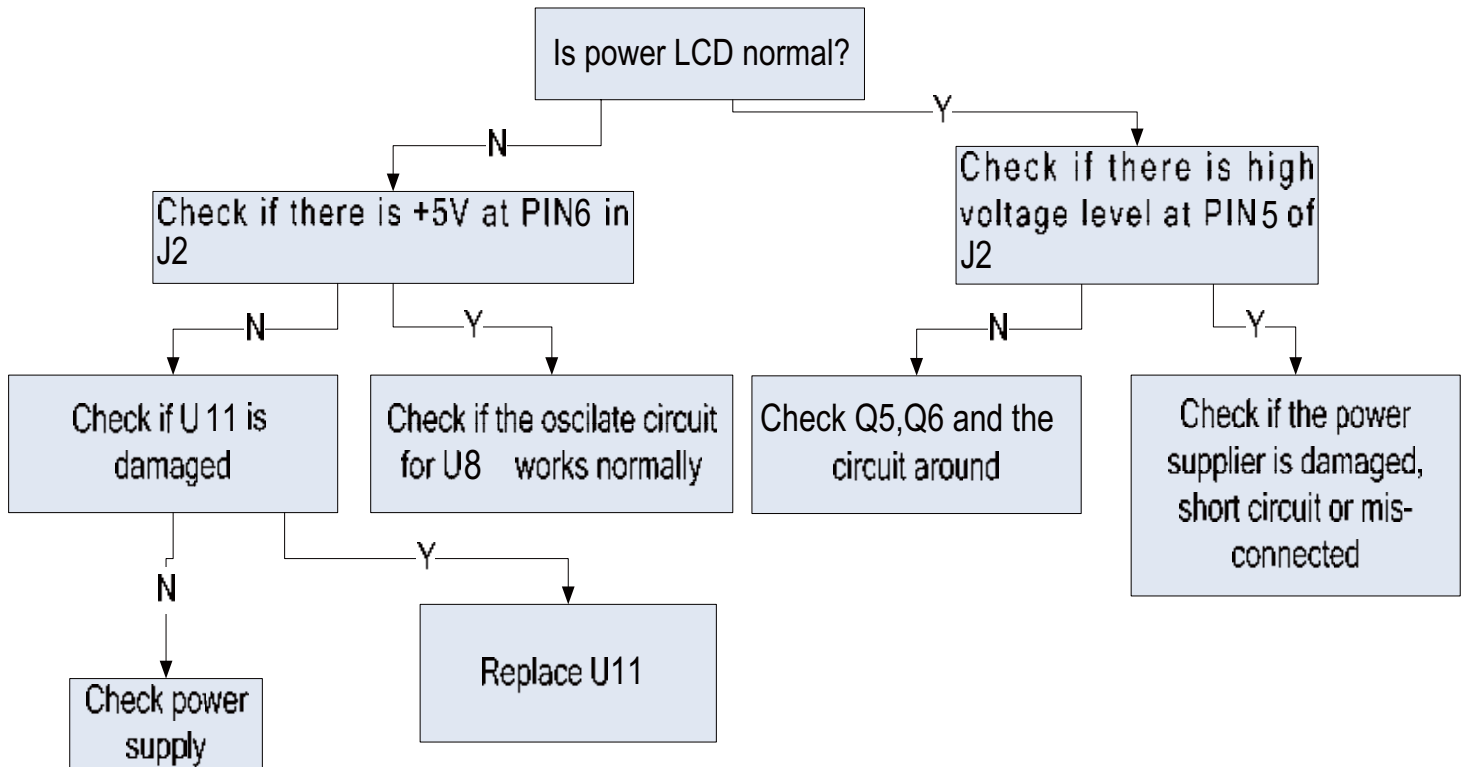 Is power LCD normal?
N
Y
Check if there is +5V at PIN6 in
J2
Check if there is high
voltage level at PIN5 of
J2
N
Y
N
Y
Check if U 11 is
damaged
Check if the oscilate circuit
for U8 works normally
Check Q5,Q6 and the
circuit around
Check if the power
supplier is damaged,
short circuit or mis-
connected
N
Y
Check power
supply
Replace U11